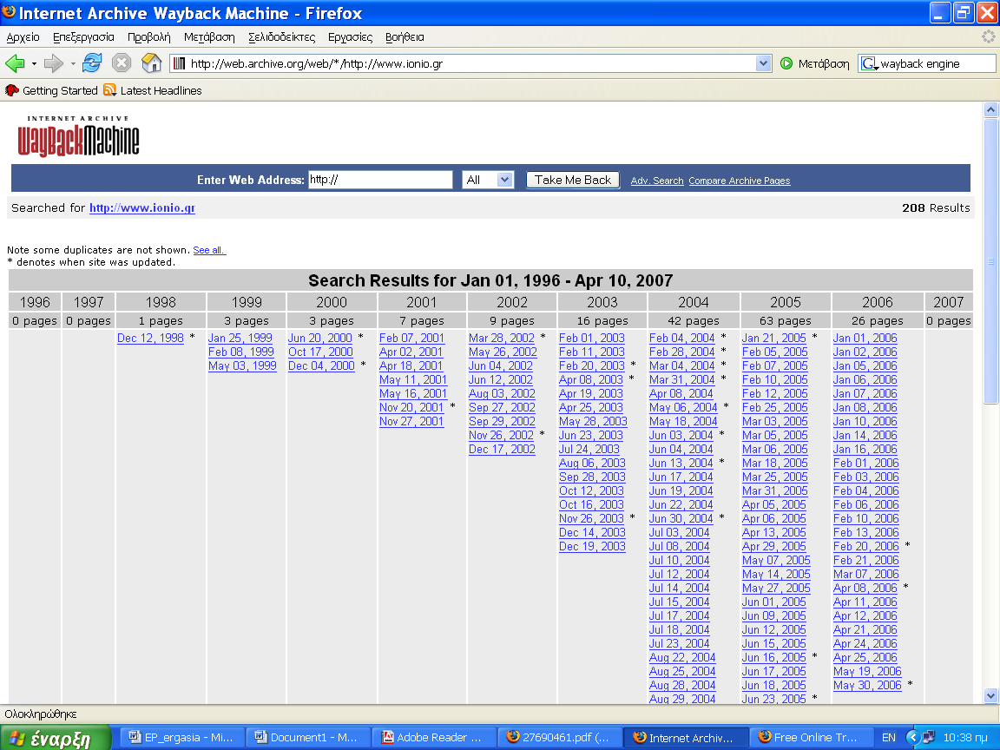 Internet Archive Wayback Machine - Firefox
Αρχείο Επεξεργασία Προβολή Μετάβαση Σελιδοδείκτες Εργασίες Βοήθεια
http://web.archive.org/web/*/http://www.ionio.gr Μετάβαση wayback engine
Getting Started Latest Headlines
INTERNET ARCHIVE
WayBackMachine
Enter Web Address: http:// All Take Me Back Adv. Search Compare Archive Pages
Searched for http://www.ionio.gr 208 Results
Note some duplicates are not shown. See all.
* denotes when site was updated.
Search Results for Jan 01, 1996 - Apr 10, 2007
1996 1997 1998 1999 2000 2001 2002 2003 2004 2005 2006 2007
0 pages 0 pages 1 pages 3 pages 3 pages 7 pages 9 pages 16 pages 42 pages 63 pages 26 pages 0 pages
Dec 12, 1998 * Jan 25, 1999 Jun 20, 2000 * Feb 07, 2001 Mar 28, 2002 * Feb 01, 2003 Feb 04, 2004 * Jan 21, 2005 * Jan 01, 2006
Feb 08, 1999 Oct 17, 2000 Apr 02, 2001 May 26, 2002 Feb 11, 2003 Feb 28, 2004 * Feb 05, 2005 Jan 02, 2006
May 03, 1999 Dec 04, 2000 * Apr 18, 2001 Jun 04, 2002 Feb 20, 2003 * Mar 04, 2004 * Feb 07, 2005 Jan 05, 2006
May 11, 2001 Jun 12, 2002 Apr 08, 2003 * Mar 31, 2004 * Feb 10, 2005 Jan 06, 2006
May 16, 2001 Aug 03, 2002 Apr 19, 2003 Apr 08, 2004 Feb 12, 2005 Jan 07, 2006
Nov 20, 2001 * Sep 27, 2002 Apr 25, 2003 May 06, 2004 * Feb 25, 2005 Jan 08, 2006
Nov 27, 2001 Sep 29, 2002 May 28, 2003 May 18, 2004 Mar 03, 2005 Jan 10, 2006
Nov 26, 2002 * Jun 23, 2003 Jun 03, 2004 * Mar 05, 2005 Jan 14, 2006
Dec 17, 2002 Jul 24, 2003 Jun 04, 2004 Mar 06, 2005 Jan 16, 2006
Aug 06, 2003 Jun 13, 2004 * Mar 18, 2005 Feb 01, 2006
Sep 28, 2003 Jun 17, 2004 Mar 25, 2005 Feb 03, 2006
Oct 12, 2003 Jun 19, 2004 Mar 31, 2005 Feb 04, 2006
Oct 16, 2003 Jun 22, 2004 Apr 05, 2005 Feb 06, 2006
Nov 26, 2003 * Jun 30, 2004 * Apr 06, 2005 Feb 10, 2006
Dec 14, 2003 Jul 03, 2004 Apr 13, 2005 Feb 13, 2006
Dec 19, 2003 Jul 08, 2004 Apr 29, 2005 Feb 20, 2006 *
Jul 10, 2004 May 07, 2005 Feb 21, 2006
Jul 12, 2004 May 14, 2005 Mar 07, 2006
Jul 14, 2004 May 27, 2005 Apr 08, 2006 *
Jul 15, 2004 Jun 01, 2005 Apr 11, 2006
Jul 17, 2004 Jun 09, 2005 Apr 12, 2006
Jul 18, 2004 Jun 12, 2005 Apr 21, 2006
Jul 23, 2004 Jun 15, 2005 Apr 24, 2006
Aug 22, 2004 Jun 16, 2005 * Apr 25, 2006
Aug 25, 2004 Jun 17, 2005 May 19, 2006
Aug 28, 2004 Jun 18, 2005 May 30, 2006 *
Aug 29, 2004 Jun 23, 2005 *
Ολοκληρώθηκε
έναρξη EP_ergasia - Mi... Document1 - M... Adobe Reader ... 27690461.pdf (... Internet Archiv... Free Online Tr... EN 10:38 πμ